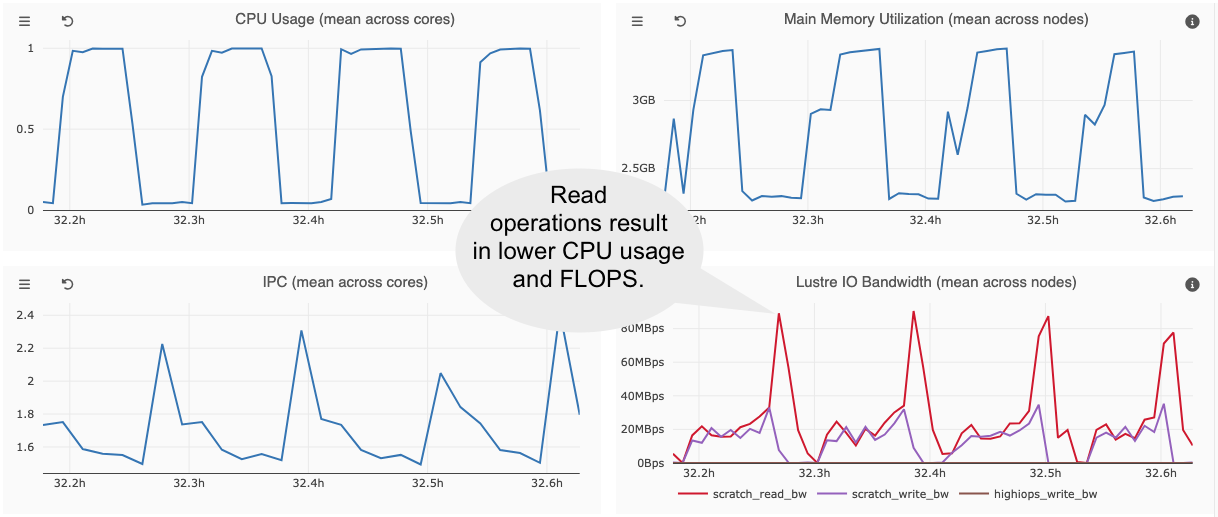 CPU Usage (mean across cores)
1
0.5
0
32.2h
32.3h
32.4h
32.5h
Main Memory Utilization (mean across nodes)
3GB
2.5GB
2h
32.3h
32.4h
32.5h
32.6h
Read
operations result
in lower CPU usage
and FLOPS.
IPC (mean across cores)
2.4
2.2
2
1.8
1.6
32.2h
32.3h
32.4h
32.5h
32.6h
Lustre IO Bandwidth (mean across nodes)
80MBps
60MBps
40MBps
20MBps
0Bps
32.2h
32.3h
32.4h
32.5h
32.6h
scratch_read_bw scratch_write_bw highiops_write_bw